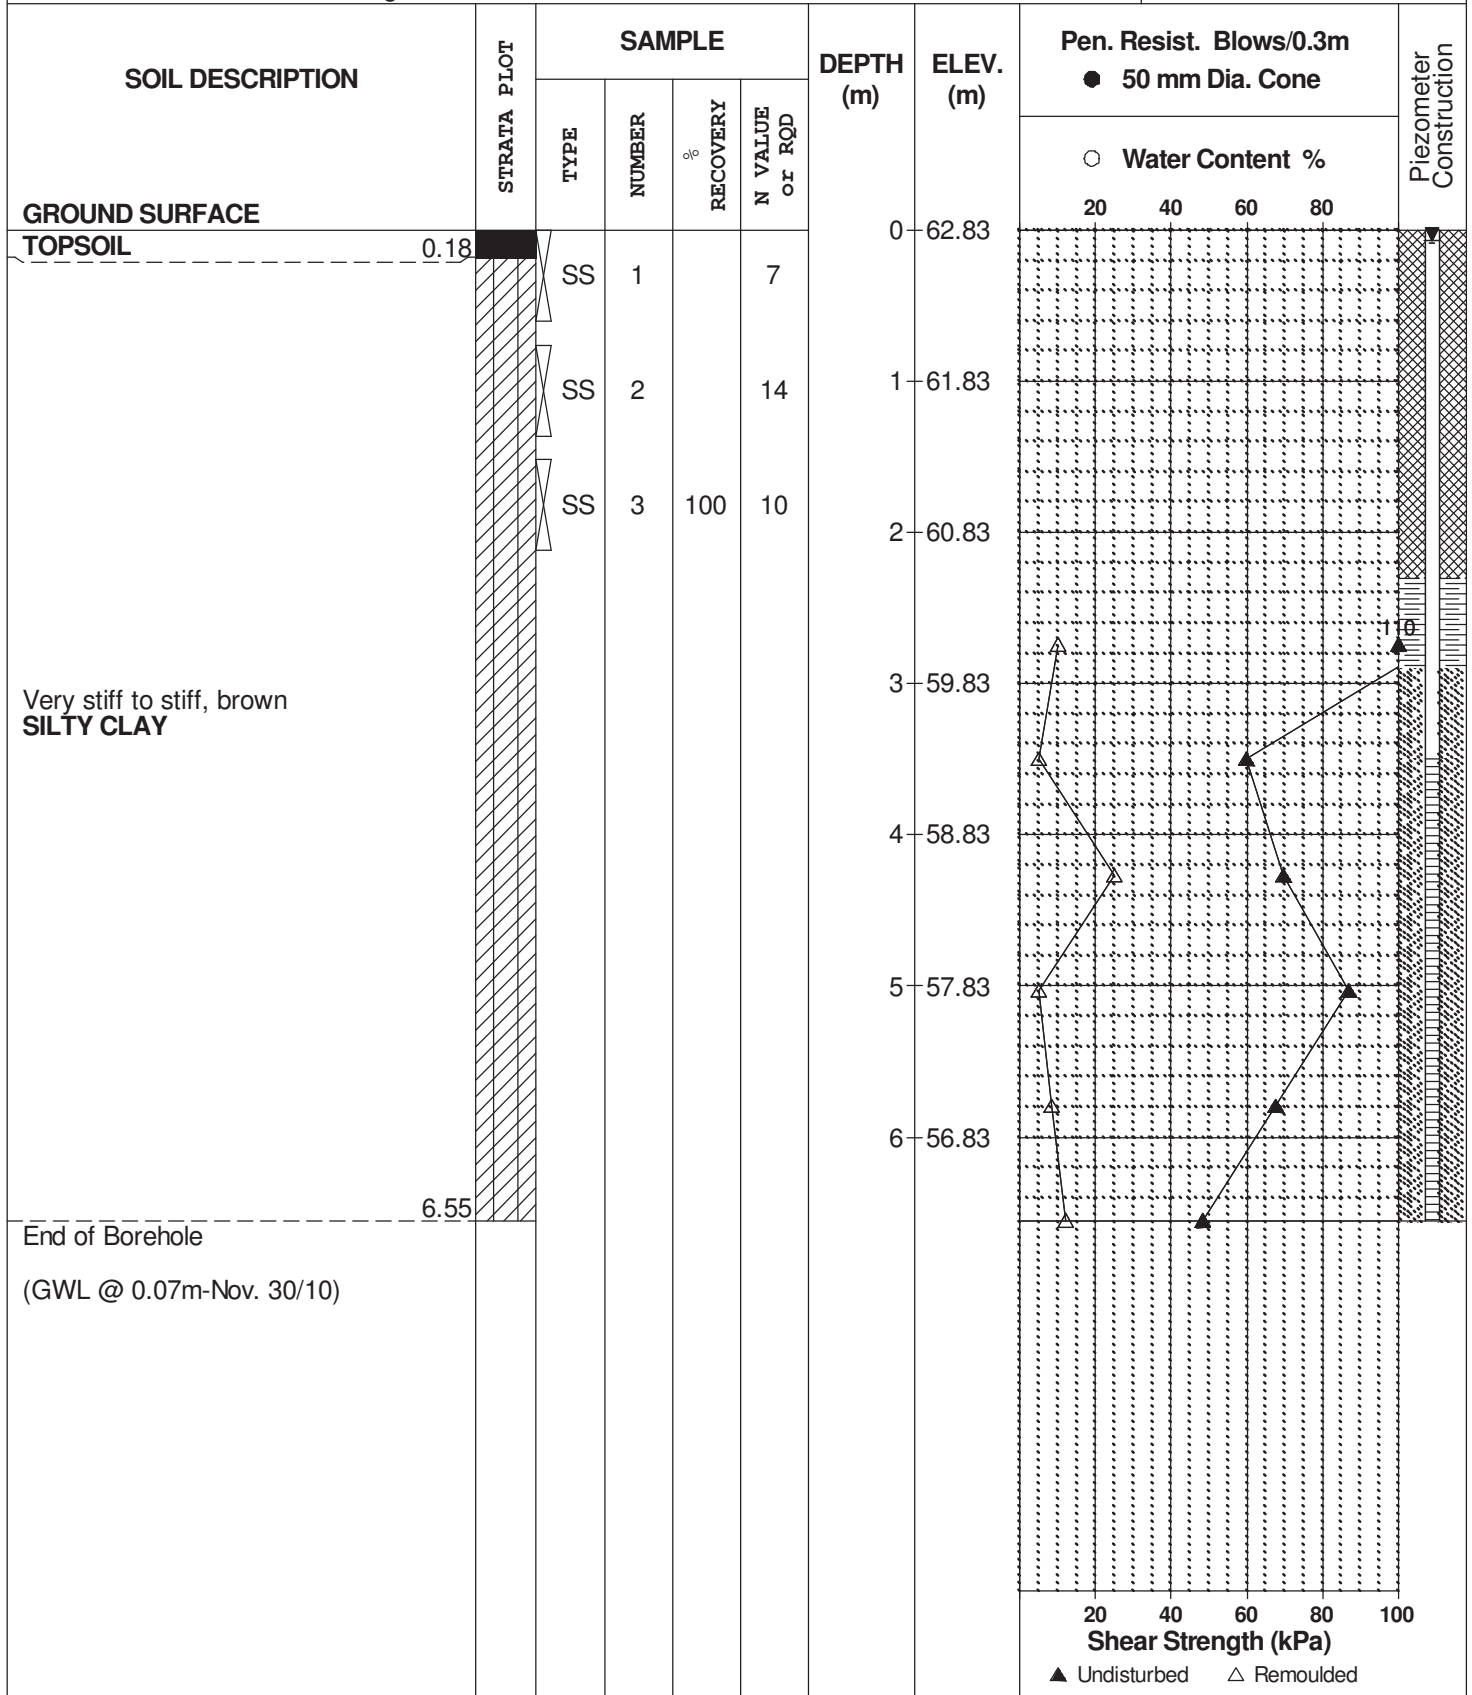 SOIL DESCRIPTION
STRATA PLOT
SAMPLE
TYPE
NUMBER
% RECOVERY
N VALUE or RQD
DEPTH (m)
ELEV. (m)
Pen. Resist. Blows/0.3m
● 50 mm Dia. Cone
○ Water Content %
Piezometer Construction
20 40 60 80
GROUND SURFACE
0 62.83
TOPSOIL 0.18
SS 1 7
1 61.83
SS 2 14
SS 3 100 10
2 60.83
110
3 59.83
Very stiff to stiff, brown
SILTY CLAY
4 58.83
5 57.83
6 56.83
6.55
End of Borehole
(GWL @ 0.07m-Nov. 30/10)
20 40 60 80 100
Shear Strength (kPa)
▲ Undisturbed △ Remoulded